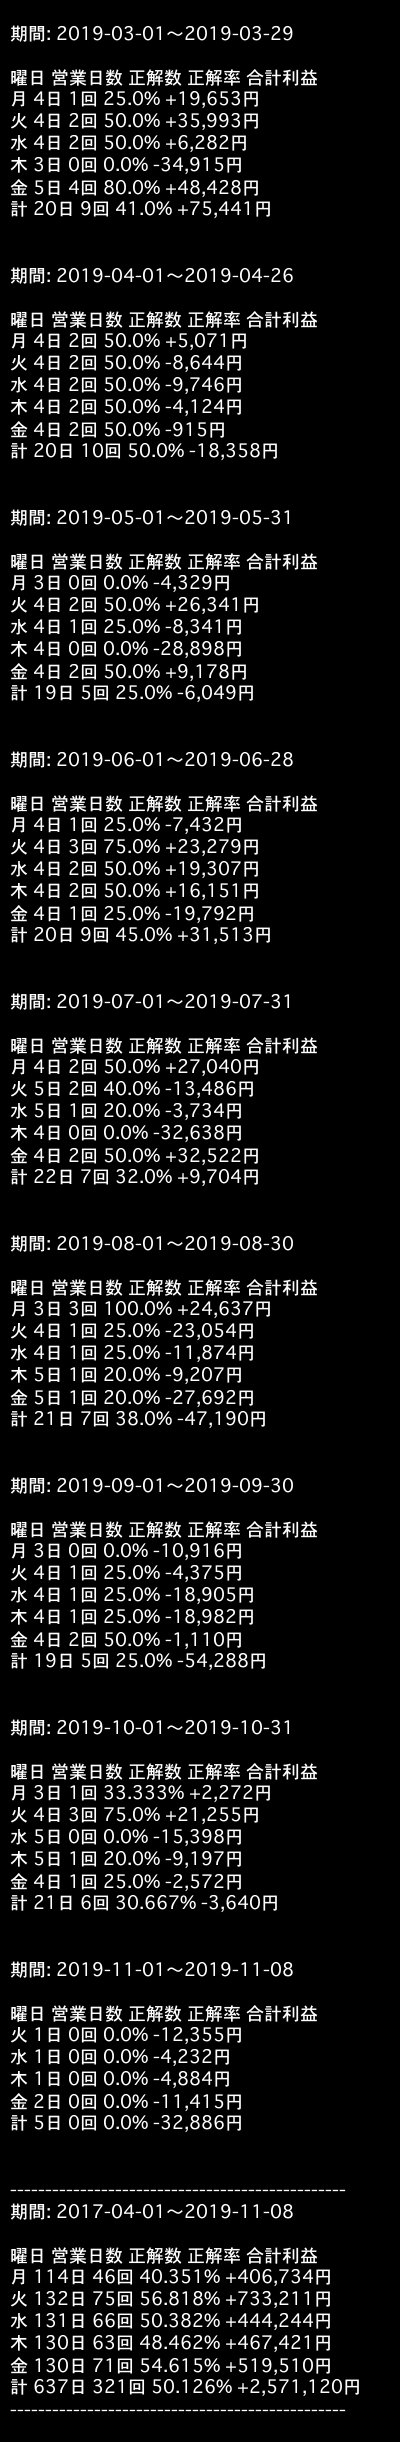 期間: 2019-03-01～2019-03-29
曜日 営業日数 正解数 正解率 合計利益
月 4日 1回 25.0% +19,653円
火 4日 2回 50.0% +35,993円
水 4日 2回 50.0% +6,282円
木 3日 0回 0.0% -34,915円
金 5日 4回 80.0% +48,428円
計 20日 9回 41.0% +75,441円
期間: 2019-04-01～2019-04-26
曜日 営業日数 正解数 正解率 合計利益
月 4日 2回 50.0% +5,071円
火 4日 2回 50.0% -8,644円
水 4日 2回 50.0% -9,746円
木 4日 2回 50.0% -4,124円
金 4日 2回 50.0% -915円
計 20日 10回 50.0% -18,358円
期間: 2019-05-01～2019-05-31
曜日 営業日数 正解数 正解率 合計利益
月 3日 0回 0.0% -4,329円
火 4日 2回 50.0% +26,341円
水 4日 1回 25.0% -8,341円
木 4日 0回 0.0% -28,898円
金 4日 2回 50.0% +9,178円
計 19日 5回 25.0% -6,049円
期間: 2019-06-01～2019-06-28
曜日 営業日数 正解数 正解率 合計利益
月 4日 1回 25.0% -7,432円
火 4日 3回 75.0% +23,279円
水 4日 2回 50.0% +19,307円
木 4日 2回 50.0% +16,151円
金 4日 1回 25.0% -19,792円
計 20日 9回 45.0% +31,513円
期間: 2019-07-01～2019-07-31
曜日 営業日数 正解数 正解率 合計利益
月 4日 2回 50.0% +27,040円
火 5日 2回 40.0% -13,486円
水 5日 1回 20.0% -3,734円
木 4日 0回 0.0% -32,638円
金 4日 2回 50.0% +32,522円
計 22日 7回 32.0% +9,704円
期間: 2019-08-01～2019-08-30
曜日 営業日数 正解数 正解率 合計利益
月 3日 3回 100.0% +24,637円
火 4日 1回 25.0% -23,054円
水 4日 1回 25.0% -11,874円
木 5日 1回 20.0% -9,207円
金 5日 1回 20.0% -27,692円
計 21日 7回 38.0% -47,190円
期間: 2019-09-01～2019-09-30
曜日 営業日数 正解数 正解率 合計利益
月 3日 0回 0.0% -10,916円
火 4日 1回 25.0% -4,375円
水 4日 1回 25.0% -18,905円
木 4日 1回 25.0% -18,982円
金 4日 2回 50.0% -1,110円
計 19日 5回 25.0% -54,288円
期間: 2019-10-01～2019-10-31
曜日 営業日数 正解数 正解率 合計利益
月 3日 1回 33.333% +2,272円
火 4日 3回 75.0% +21,255円
水 5日 0回 0.0% -15,398円
木 5日 1回 20.0% -9,197円
金 4日 1回 25.0% -2,572円
計 21日 6回 30.667% -3,640円
期間: 2019-11-01～2019-11-08
曜日 営業日数 正解数 正解率 合計利益
火 1日 0回 0.0% -12,355円
水 1日 0回 0.0% -4,232円
木 1日 0回 0.0% -4,884円
金 2日 0回 0.0% -11,415円
計 5日 0回 0.0% -32,886円
------------------------------------------------
期間: 2017-04-01～2019-11-08
曜日 営業日数 正解数 正解率 合計利益
月 114日 46回 40.351% +406,734円
火 132日 75回 56.818% +733,211円
水 131日 66回 50.382% +444,244円
木 130日 63回 48.462% +467,421円
金 130日 71回 54.615% +519,510円
計 637日 321回 50.126% +2,571,120円
------------------------------------------------